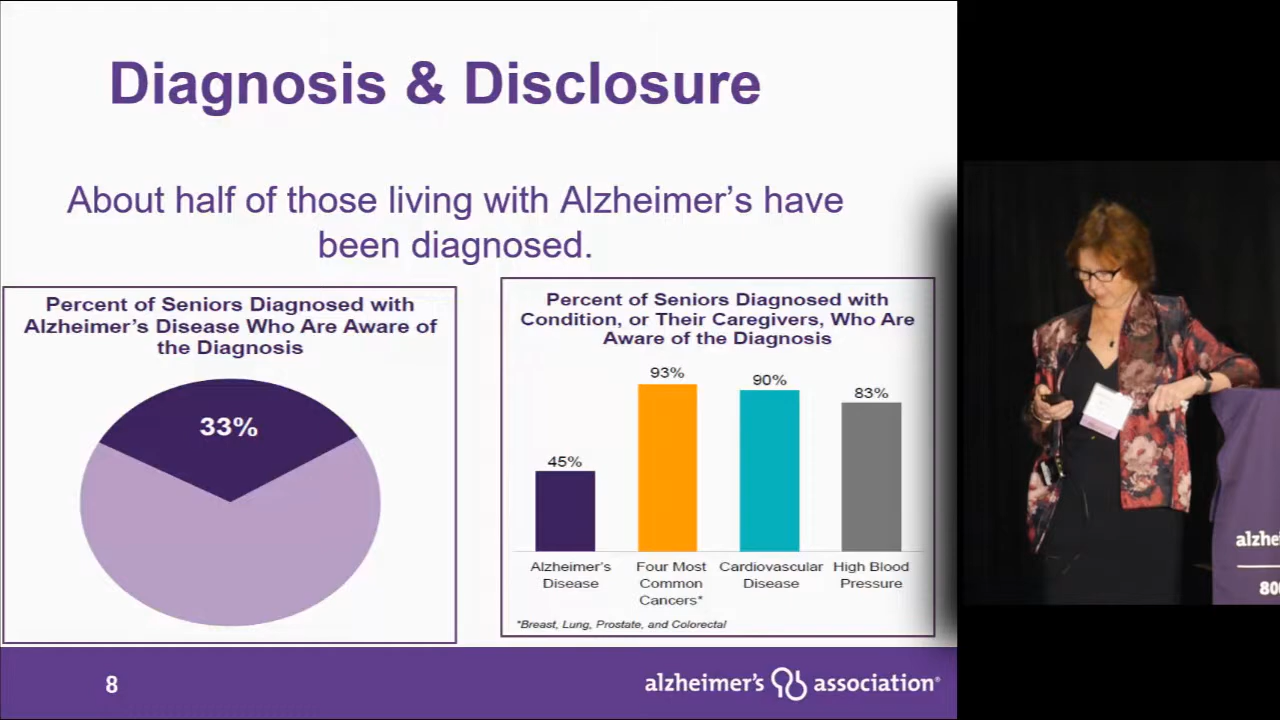 Diagnosis & Disclosure
About half of those living with Alzheimer's have
been diagnosed.
Percent of Seniors Diagnosed with
Alzheimer's Disease Who Are Aware of
the Diagnosis
33%
Percent of Seniors Diagnosed with
Condition, or Their Caregivers, Who Are
Aware of the Diagnosis
45%
93%
90%
83%
Alzheimer's
Disease
Four Most
Common
Cancers*
Cardiovascular
Disease
High Blood
Pressure
*Breast, Lung, Prostate, and Colorectal
8
alzheimer's association®
alzhei
800